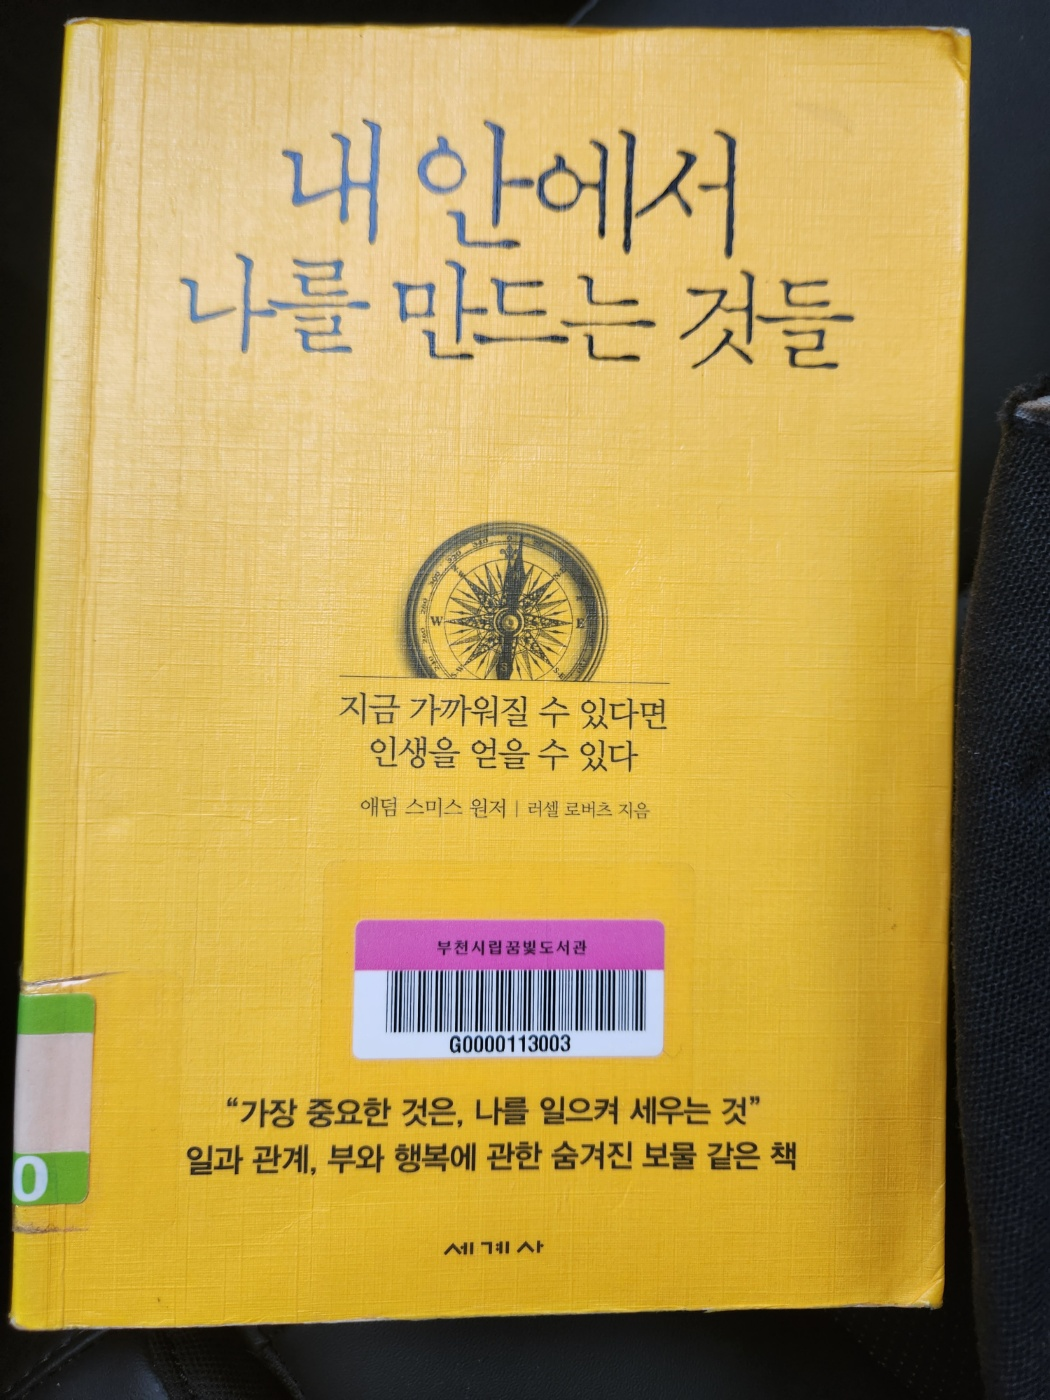 내 안에서
나를 만드는 것들
W E
지금 가까워질 수 있다면
인생을 얻을 수 있다
애덤 스미스 원저 | 러셀 로버츠 지음
부천시립꿈빛도서관
G0000113003
“가장 중요한 것은, 나를 일으켜 세우는 것”
일과 관계, 부와 행복에 관한 숨겨진 보물 같은 책
0
세계사